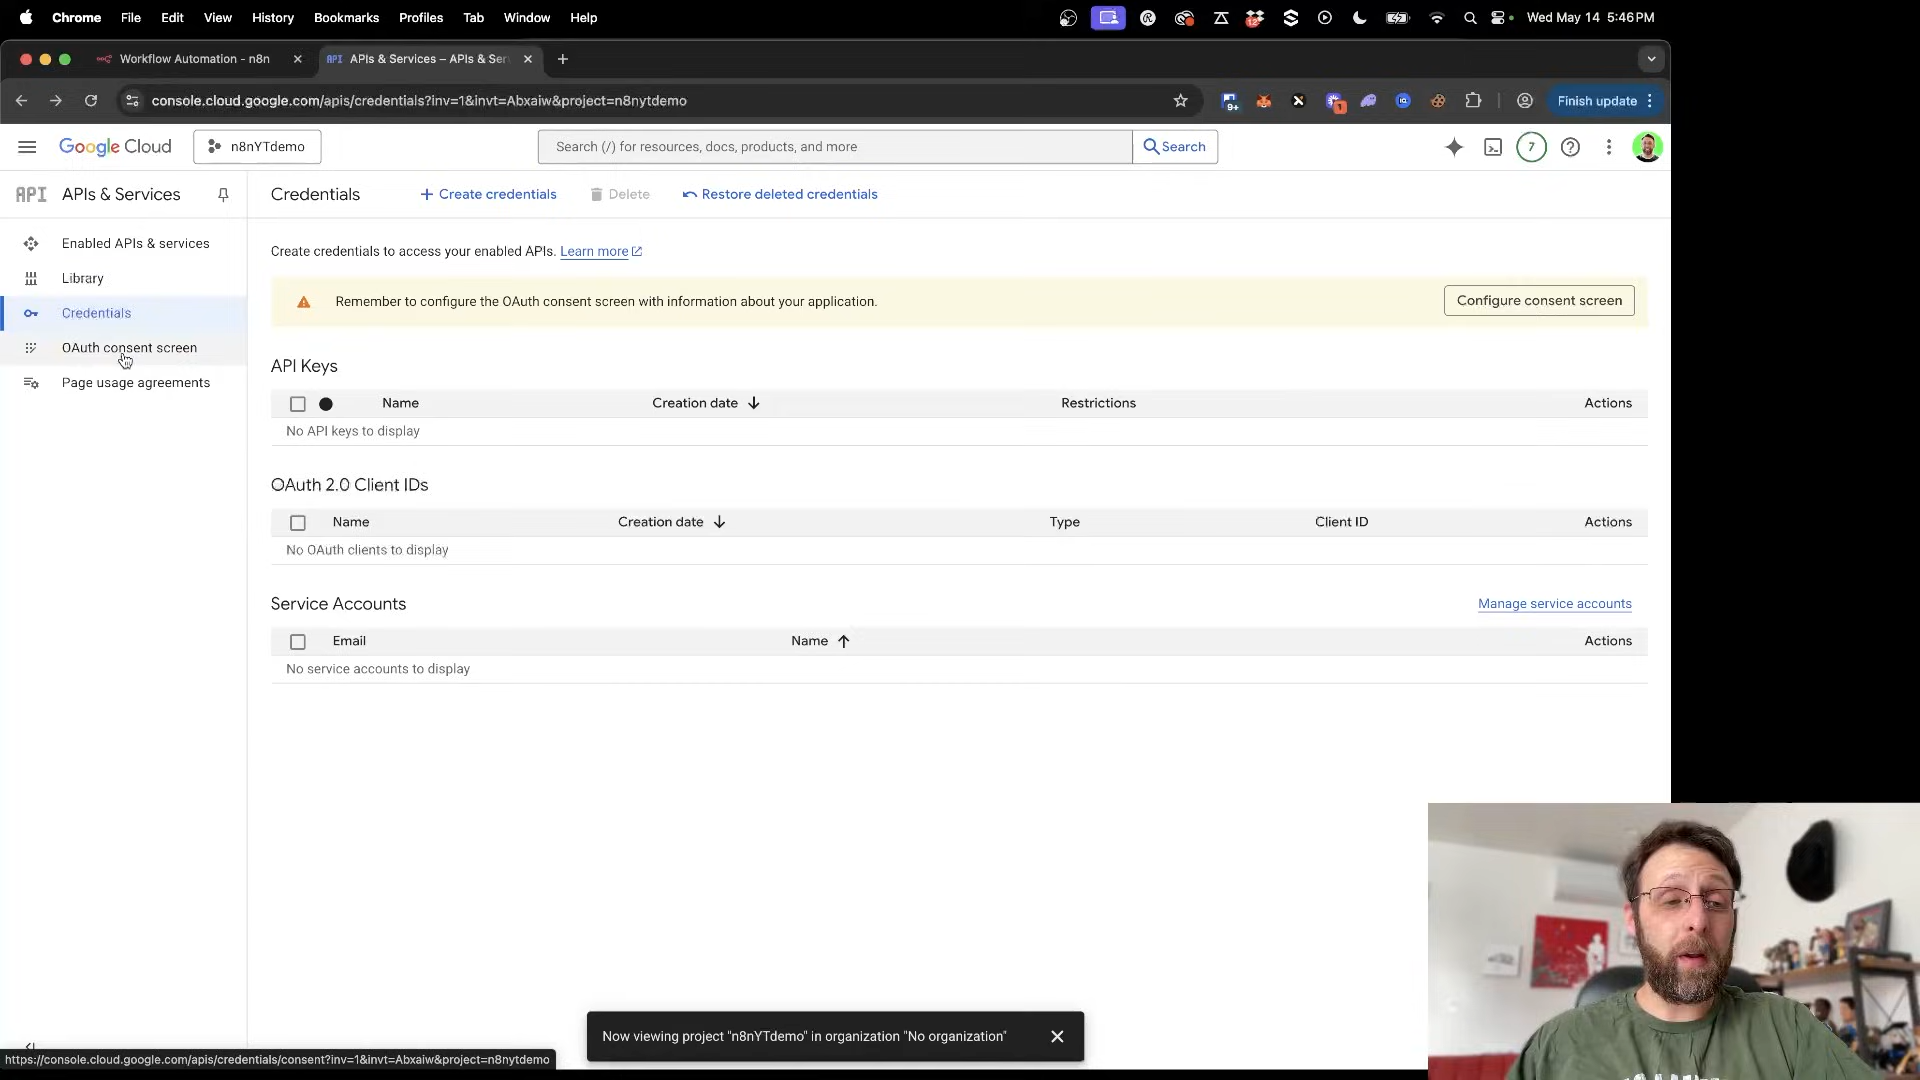 Chrome File Edit View History Bookmarks Profiles Tab Window Help
12
Wed May 14 5:46 PM
Workflow Automation - n8n
API APIs & Services – APIs & Ser
console.cloud.google.com/apis/credentials?inv=1&invt=Abxaiw&project=n8nytdemo
9+
1
Finish update
Google Cloud
n8nYTdemo
Search (/) for resources, docs, products, and more
Search
7
API APIs & Services
Credentials
+ Create credentials
Delete
Restore deleted credentials
Enabled APIs & services
Library
Credentials
OAuth consent screen
Page usage agreements
Create credentials to access your enabled APIs. Learn more
Remember to configure the OAuth consent screen with information about your application.
Configure consent screen
API Keys
Name Creation date Restrictions Actions
No API keys to display
OAuth 2.0 Client IDs
Name Creation date Type Client ID Actions
No OAuth clients to display
Service Accounts
Manage service accounts
Email Name Actions
No service accounts to display
Now viewing project "n8nYTdemo" in organization "No organization"
https://console.cloud.google.com/apis/credentials/consent?inv=1&invt=Abxaiw&project=n8nytdemo